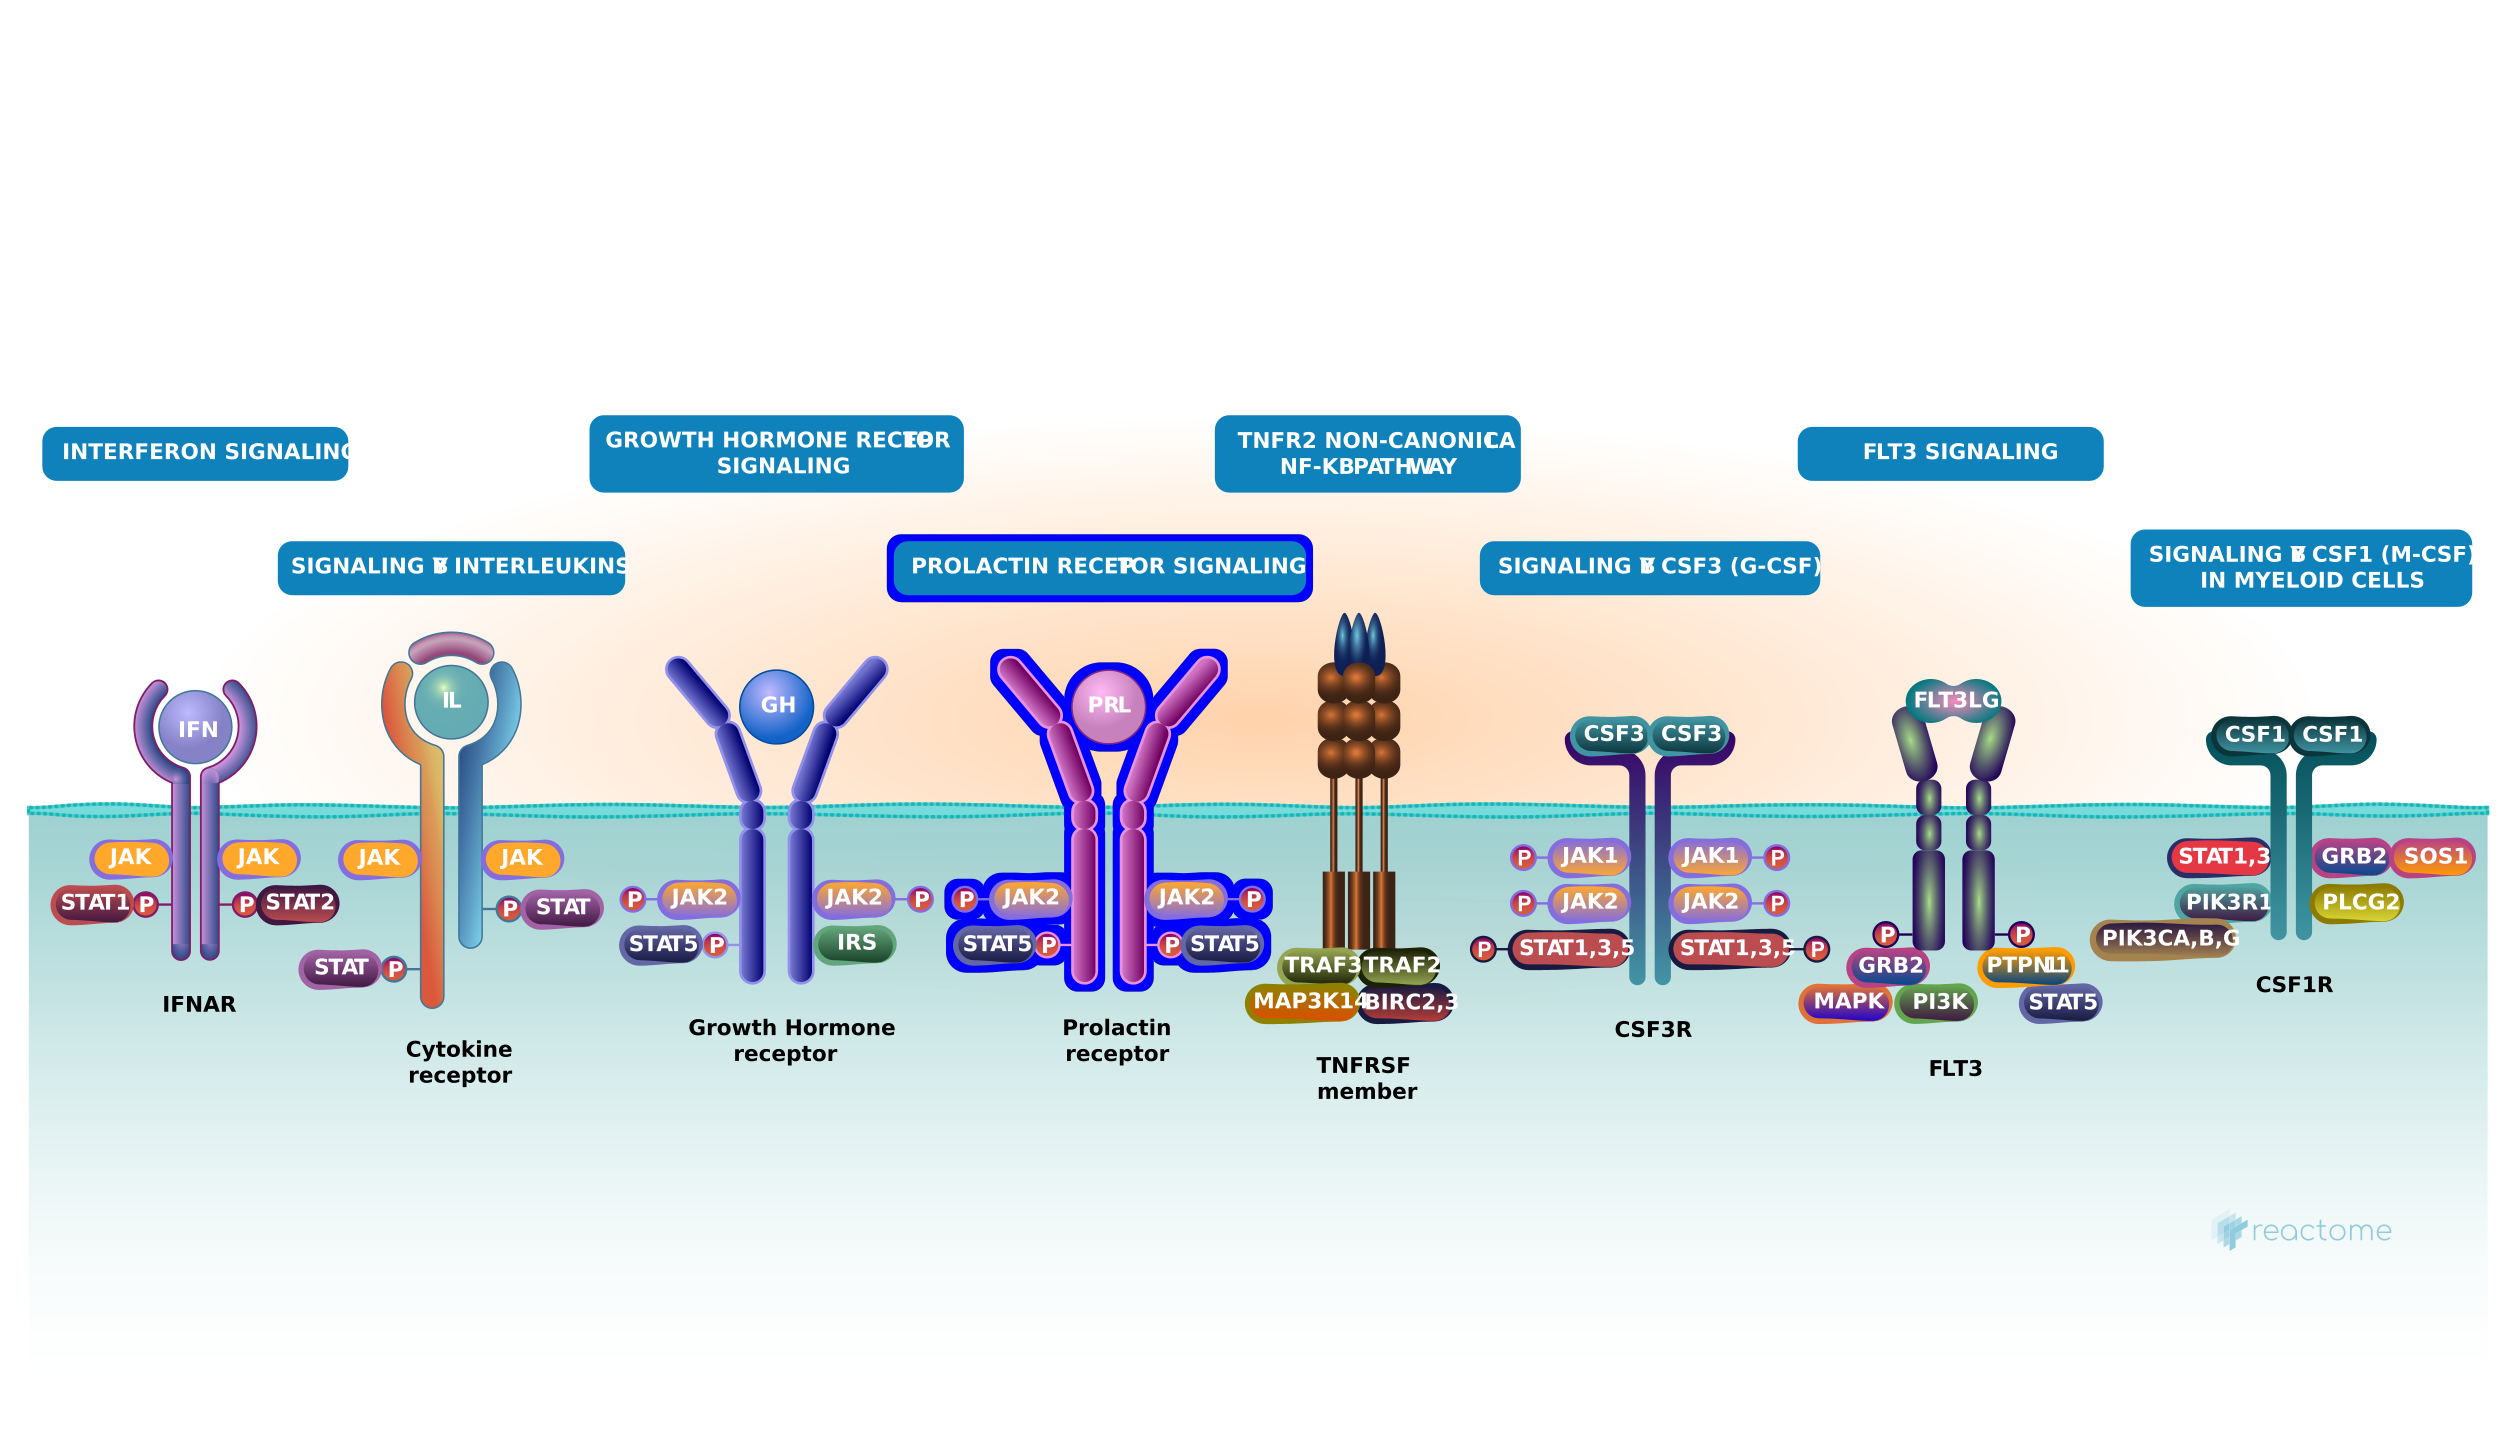 INTERFERON SIGNALING
GROWTH HORMONE RECEPTOR
SIGNALING
TNFR2 NON-CANONICAL
NF-KB PATHWAY
FLT3 SIGNALING
SIGNALING BY INTERLEUKINS
PROLACTIN RECEPTOR SIGNALING
SIGNALING BY CSF3 (G-CSF)
SIGNALING BY CSF1 (M-CSF)
IN MYELOID CELLS
IFN
JAK
JAK
STAT1
P
P
STAT2
IFNAR
IL
JAK
JAK
P
STAT
STAT
P
Cytokine
receptor
GH
P
JAK2
JAK2
P
STAT5
P
IRS
Growth Hormone
receptor
PRL
P
JAK2
JAK2
P
STAT5
P
P
STAT5
Prolactin
receptor
TRAF3
TRAF2
MAP3K14
BIRC2,3
TNFRSF
member
CSF3
CSF3
P
JAK1
JAK1
P
P
JAK2
JAK2
P
P
STAT1,3,5
STAT1,3,5
P
CSF3R
FLT3LG
P
P
GRB2
PTPN11
MAPK
PI3K
STAT5
FLT3
CSF1
CSF1
STAT1,3
GRB2
SOS1
PIK3R1
PLCG2
PIK3CA,B,G
CSF1R
reactome